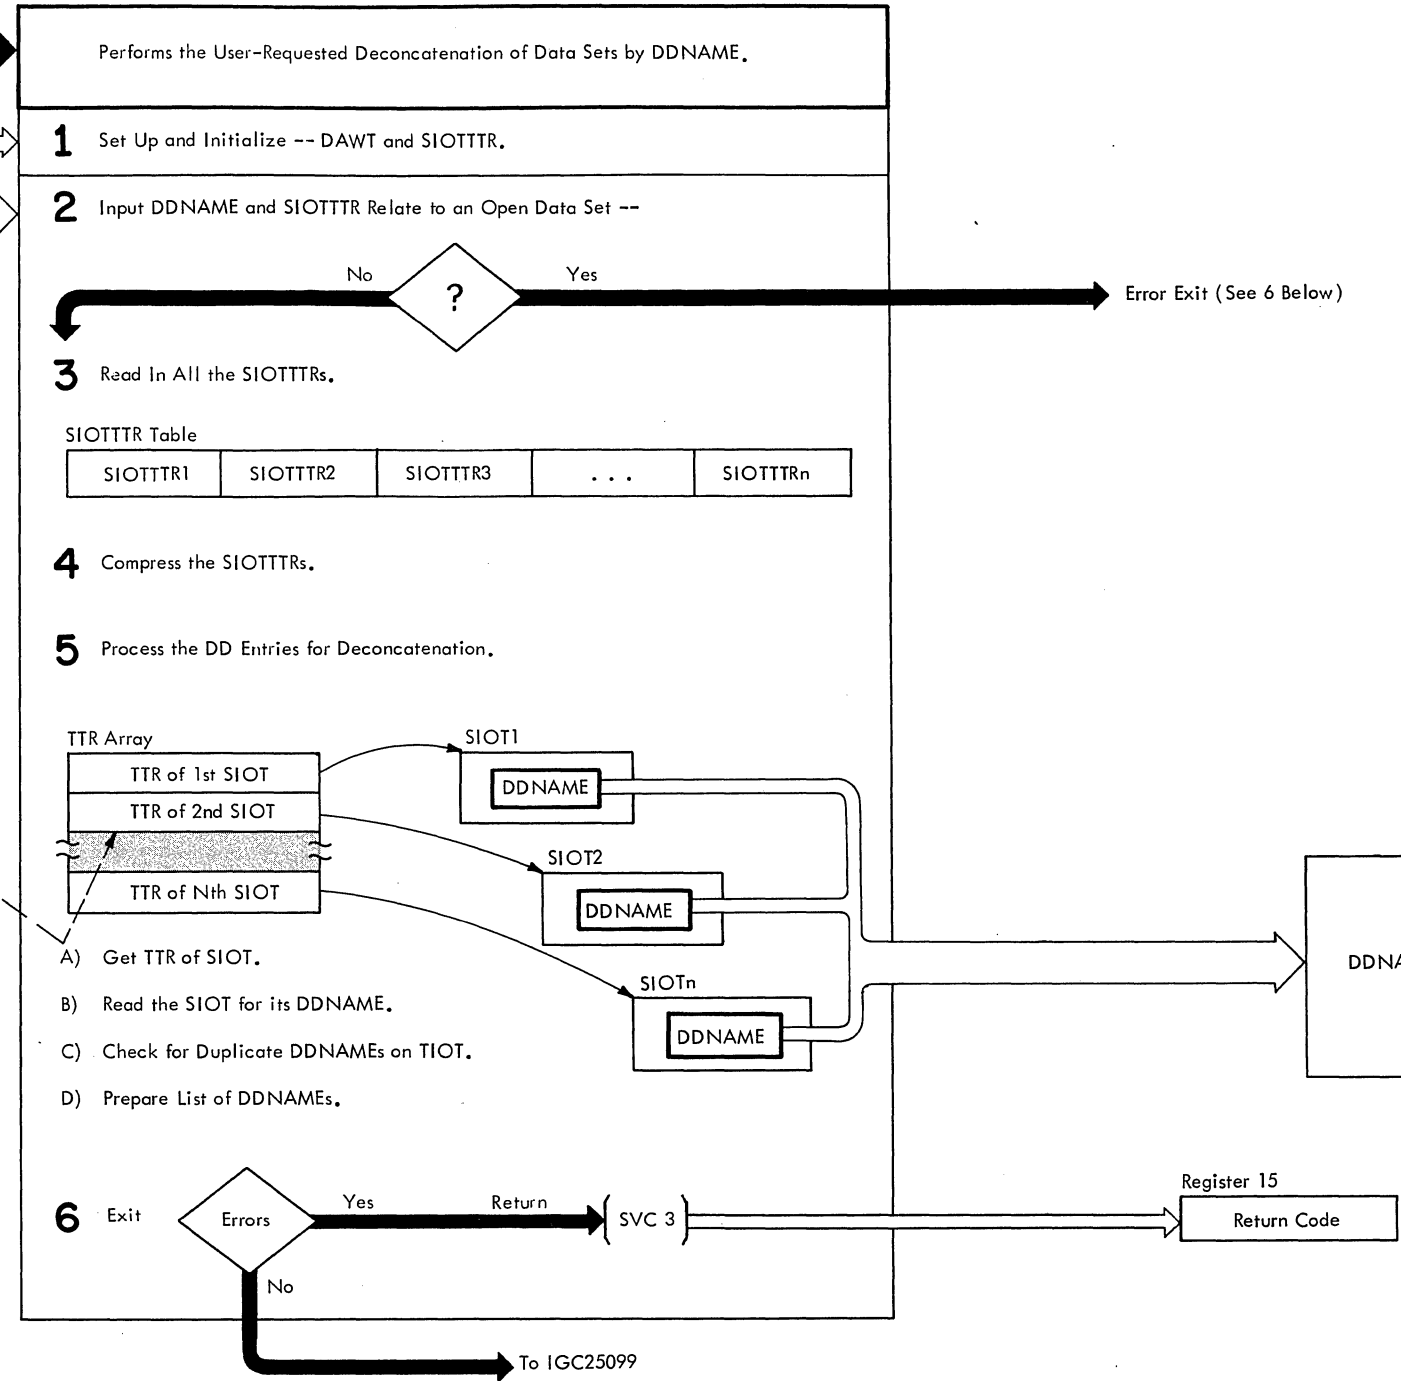 Performs the User-Requested Deconcatenation of Data Sets by DDNAME.
1 Set Up and Initialize -- DAWT and SIOTTTR.
2 Input DDNAME and SIOTTTR Relate to an Open Data Set --
No ? Yes
Error Exit (See 6 Below)
3 Read In All the SIOTTTRs.
SIOTTTR Table
SIOTTTR1 SIOTTTR2 SIOTTTR3 ... SIOTTTRn
4 Compress the SIOTTTRs.
5 Process the DD Entries for Deconcatenation.
TTR Array
TTR of 1st SIOT
TTR of 2nd SIOT
TTR of Nth SIOT
SIOT1
DDNAME
SIOT2
DDNAME
SIOTn
DDNAME
DDNA
A) Get TTR of SIOT.
B) Read the SIOT for its DDNAME.
C) Check for Duplicate DDNAMEs on TIOT.
D) Prepare List of DDNAMEs.
6 Exit Errors Yes Return SVC 3
Register 15
Return Code
No
To IGC25099